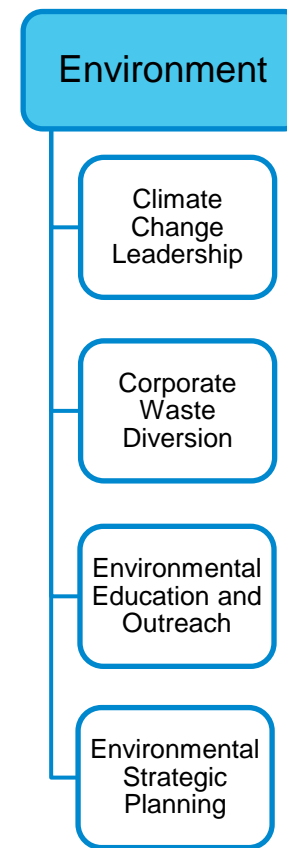 Environment
Climate
Change
Leadership
Corporate
Waste
Diversion
Environmental
Education and
Outreach
Environmental
Strategic
Planning